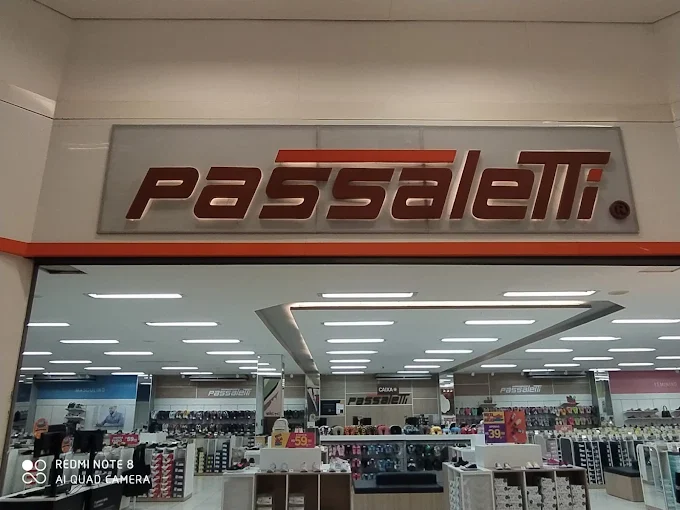 Passaletti®
CAIXA
Passaletti
Passaletti
Passaletti
59,
39,
REDMI NOTE 8
AI QUAD CAMERA